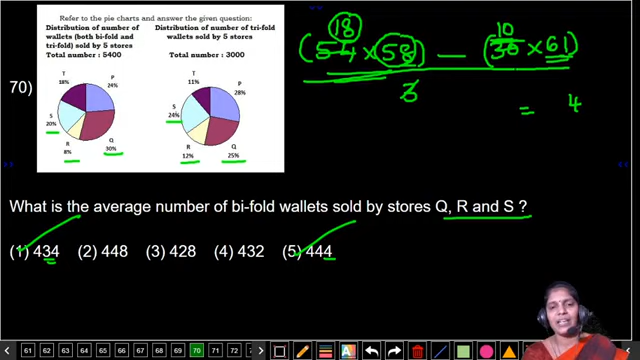 Refer to the pie charts and answer the given question:
Distribution of number of
wallets (both bi-fold and
tri-fold) sold by 5 stores
Total number : 5400
Distribution of number of tri-fold
wallets sold by 5 stores
Total number : 3000
T
18%
P
24%
S
20%
R
8%
Q
30%
T
11%
P
28%
S
24%
R
12%
Q
25%
70)
18 10
(54 × 58) — (30 × 61)
3
= 4
What is the average number of bi-fold wallets sold by stores Q, R and S ?
(1) 434 (2) 448 (3) 428 (4) 432 (5) 444
61 62 63 64 65 66 67 68 69 70 71 72 73 74 75 76